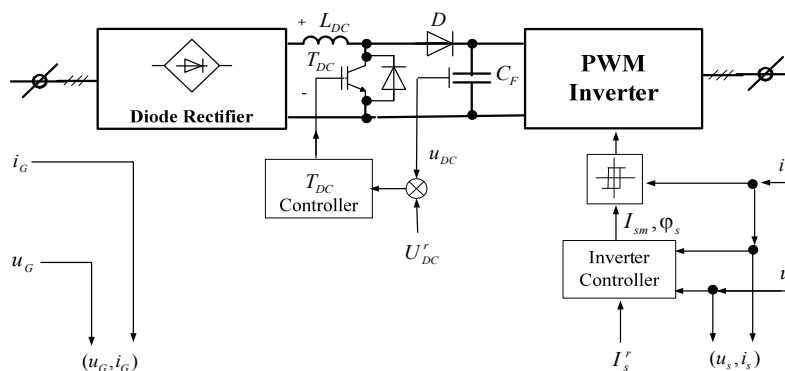 + L_DC D
T_DC
-
C_F
Diode Rectifier
PWM
Inverter
u_DC
T_DC
Controller
U^r_DC
i_G
u_G
(u_G, i_G)
i
I_sm, φ_s
Inverter
Controller
u
I^r_s
(u_s, i_s)